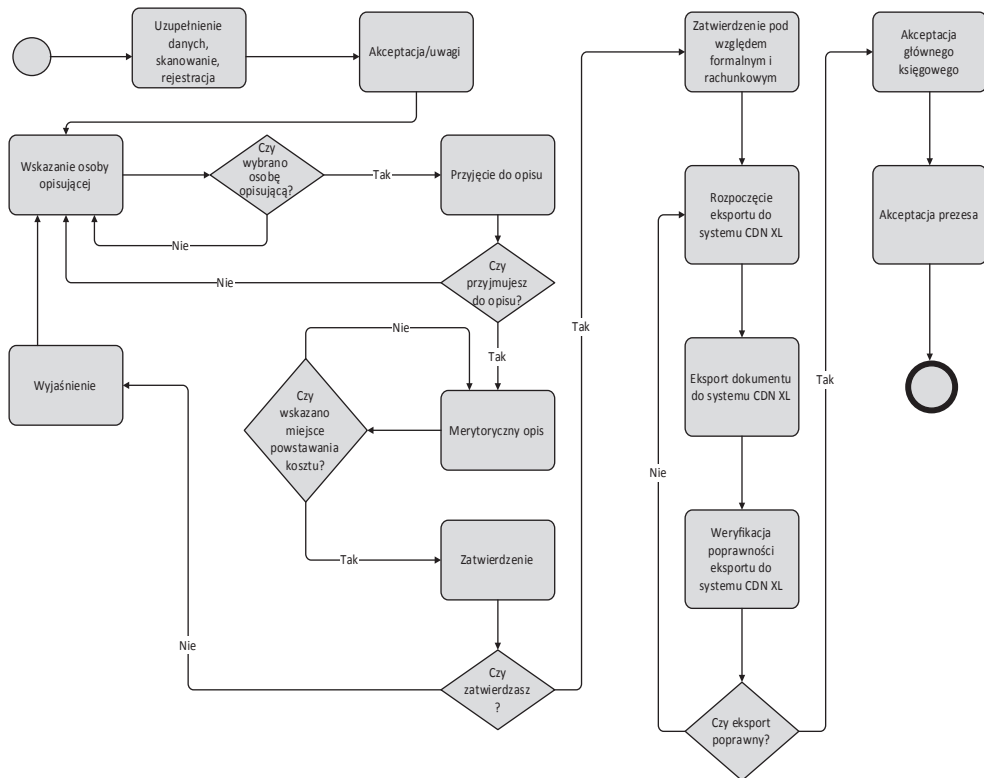 Uzupełnienie
danych,
skanowanie,
rejestracja
Akceptacja/uwagi
Wskazanie osoby
opisującej
Czy
wybrano
osobę
opisującą?
Tak
Przyjęcie do opisu
Nie
Czy
przyjmujesz
do opisu?
Nie
Tak
Nie
Wyjaśnienie
Czy
wskazano
miejsce
powstawania
kosztu?
Merytoryczny opis
Tak
Zatwierdzenie
Nie
Czy
zatwierdzasz
?
Tak
Zatwierdzenie pod
względem
formalnym i
rachunkowym
Rozpoczęcie
eksportu do
systemu CDN XL
Eksport dokumentu
do systemu CDN XL
Nie
Weryfikacja
poprawności
eksportu do
systemu CDN XL
Czy eksport
poprawny?
Tak
Akceptacja
głównego
księgowego
Akceptacja prezesa